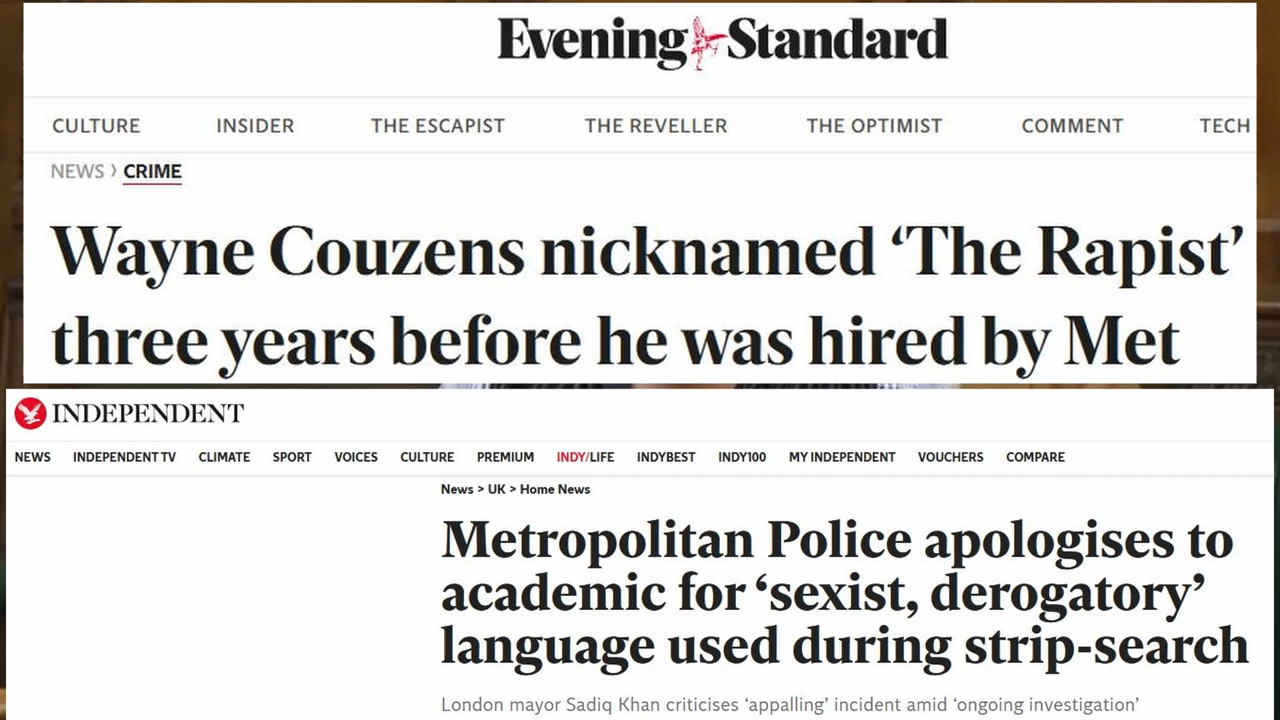 Evening Standard
CULTURE INSIDER THE ESCAPIST THE REVELLER THE OPTIMIST COMMENT TECH
NEWS › CRIME
Wayne Couzens nicknamed ‘The Rapist’
three years before he was hired by Met
INDEPENDENT
NEWS INDEPENDENT TV CLIMATE SPORT VOICES CULTURE PREMIUM INDY/LIFE INDYBEST INDY100 MY INDEPENDENT VOUCHERS COMPARE
News > UK > Home News
Metropolitan Police apologises to
academic for ‘sexist, derogatory’
language used during strip-search
London mayor Sadiq Khan criticises ‘appalling’ incident amid ‘ongoing investigation’